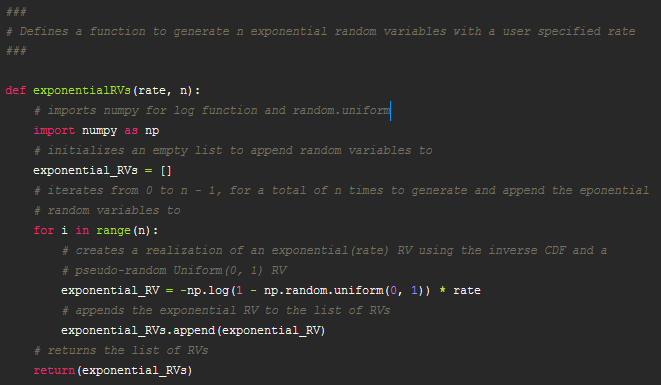 ###
# Defines a function to generate n exponential random variables with a user specified rate
###
def exponentialRVs(rate, n):
# imports numpy for log function and random.uniform
import numpy as np
# initializes an empty list to append random variables to
exponential_RVs = []
# iterates from 0 to n - 1, for a total of n times to generate and append the eponential
# random variables to
for i in range(n):
# creates a realization of an exponential(rate) RV using the inverse CDF and a
# pseudo-random Uniform(0, 1) RV
exponential_RV = -np.log(1 - np.random.uniform(0, 1)) * rate
# appends the exponential RV to the list of RVs
exponential_RVs.append(exponential_RV)
# returns the list of RVs
return(exponential_RVs)